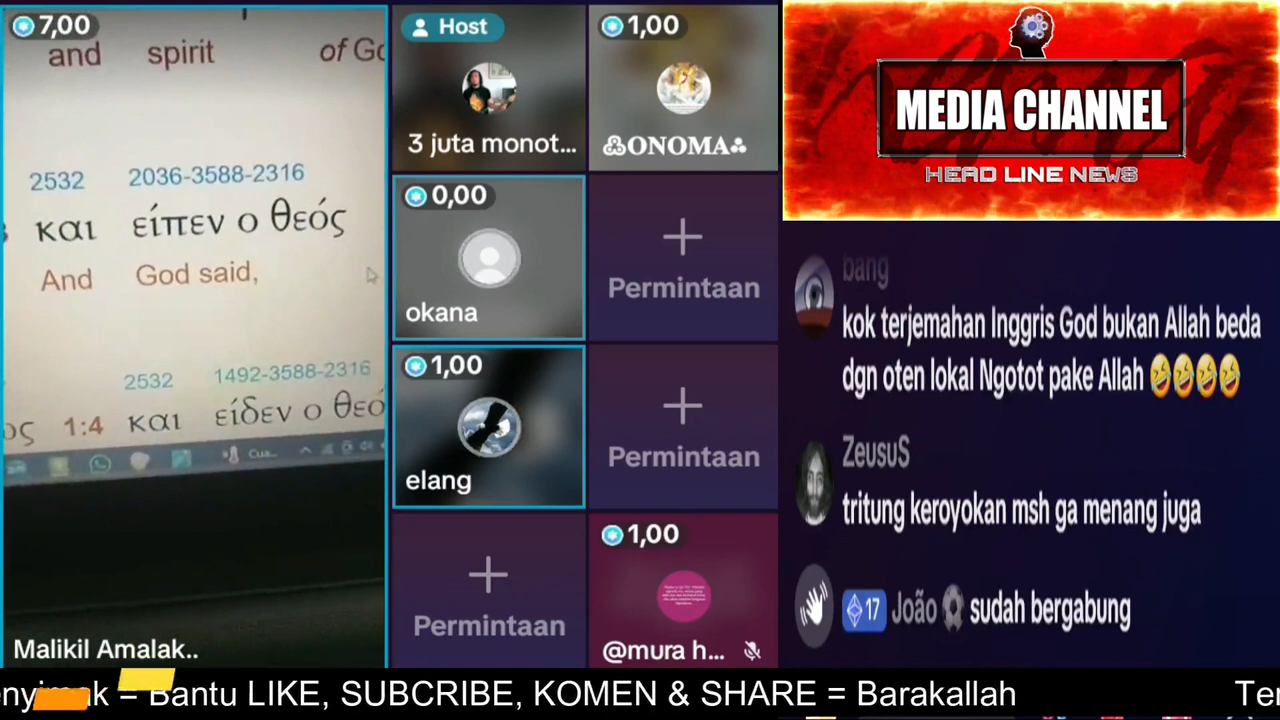 7,00
and spirit of Go
2532 2036-3588-2316
και είπεν ο θεός
And God said,
2532 1492-3588-2316
ος 1:4 και είδεν ο θεό
Cua...
Malikil Amalak..
Host
3 juta monot...
1,00
ஃONOMAஃ
0,00
okana
Permintaan
1,00
elang
Permintaan
Permintaan
1,00
@mura h...
MEDIA CHANNEL
HEAD LINE NEWS
bang
kok terjemahan Inggris God bukan Allah beda
dgn oten lokal Ngotot pake Allah 🤣🤣🤣🤣
ZeusuS
tritung keroyokan msh ga menang juga
17 João ⚽ sudah bergabung
= Bantu LIKE, SUBCRIBE, KOMEN & SHARE = Barakallah